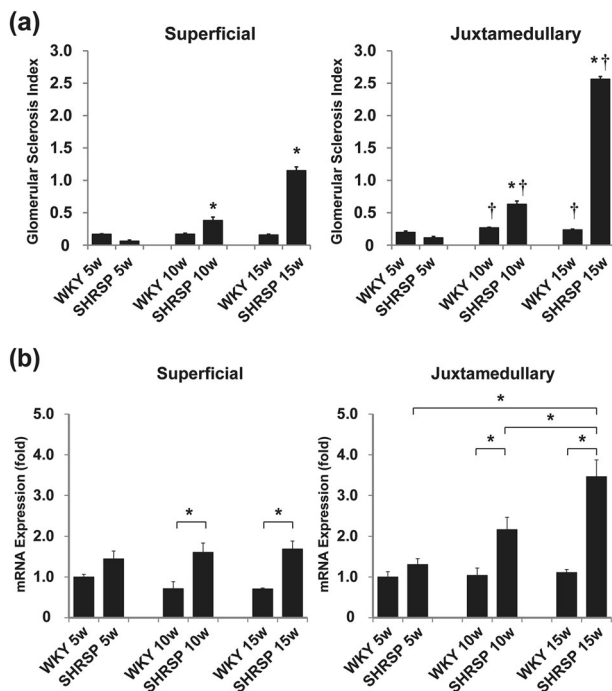 (a)
Superficial
Glomerular Sclerosis Index
3.0
2.5
2.0
1.5
1.0
0.5
0
*
*
WKY 5w
SHRSP 5w
WKY 10w
SHRSP 10w
WKY 15w
SHRSP 15w
Juxtamedullary
Glomerular Sclerosis Index
3.0
2.5
2.0
1.5
1.0
0.5
0
†
*†
†
*†
WKY 5w
SHRSP 5w
WKY 10w
SHRSP 10w
WKY 15w
SHRSP 15w
(b)
Superficial
mRNA Expression (fold)
5.0
4.0
3.0
2.0
1.0
0
*
*
WKY 5w
SHRSP 5w
WKY 10w
SHRSP 10w
WKY 15w
SHRSP 15w
Juxtamedullary
mRNA Expression (fold)
5.0
4.0
3.0
2.0
1.0
0
*
*
*
*
WKY 5w
SHRSP 5w
WKY 10w
SHRSP 10w
WKY 15w
SHRSP 15w